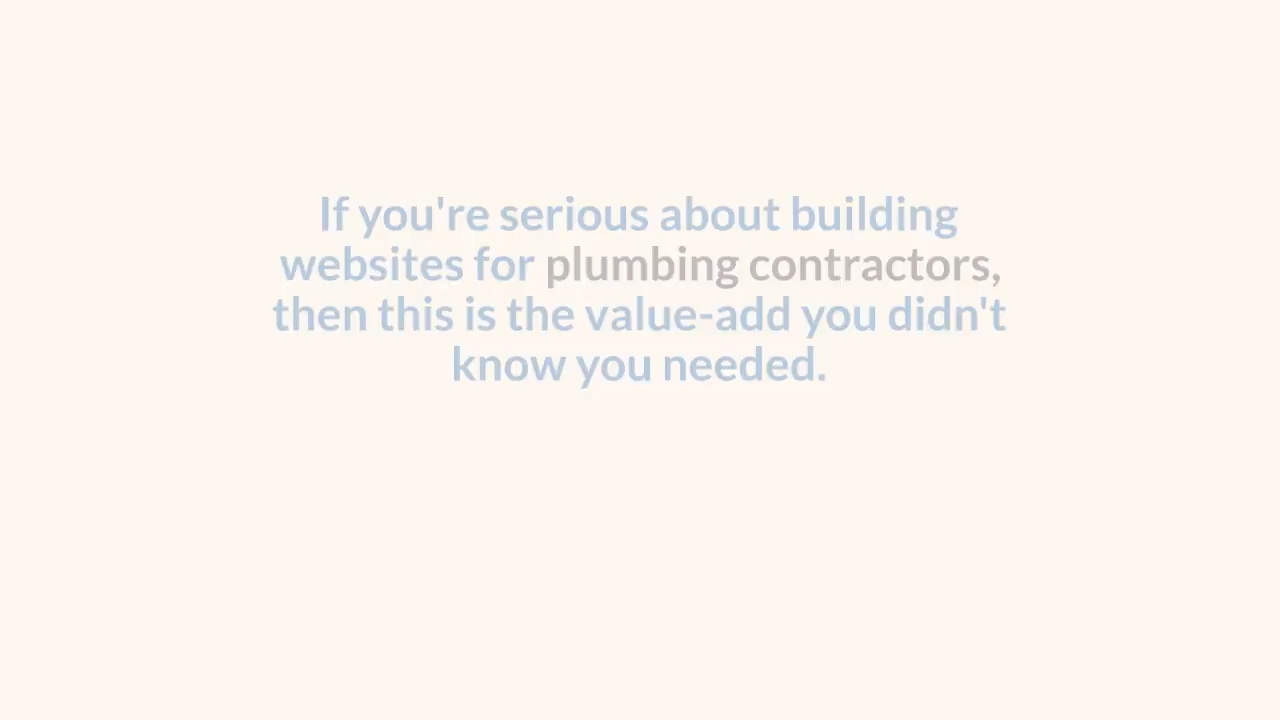 If you're serious about building
websites for plumbing contractors,
then this is the value-add you didn't
know you needed.